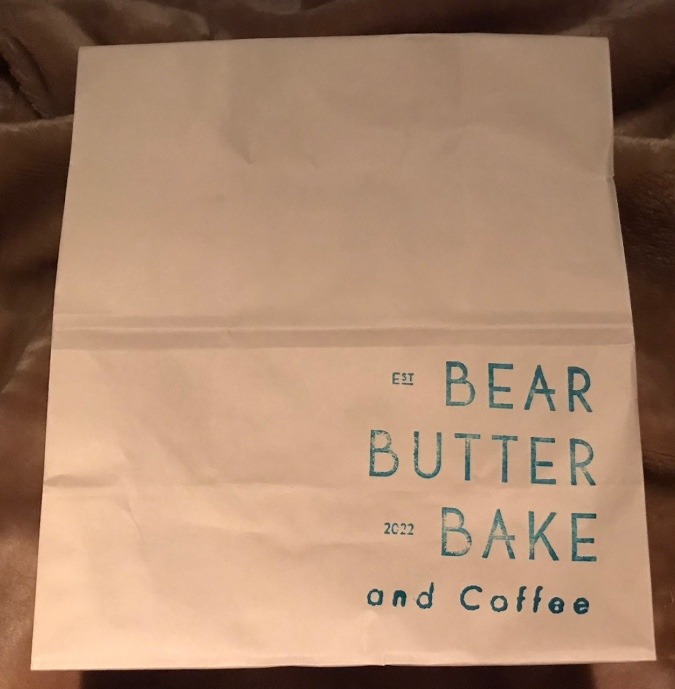 EST BEAR
BUTTER
2022 BAKE
and Coffee